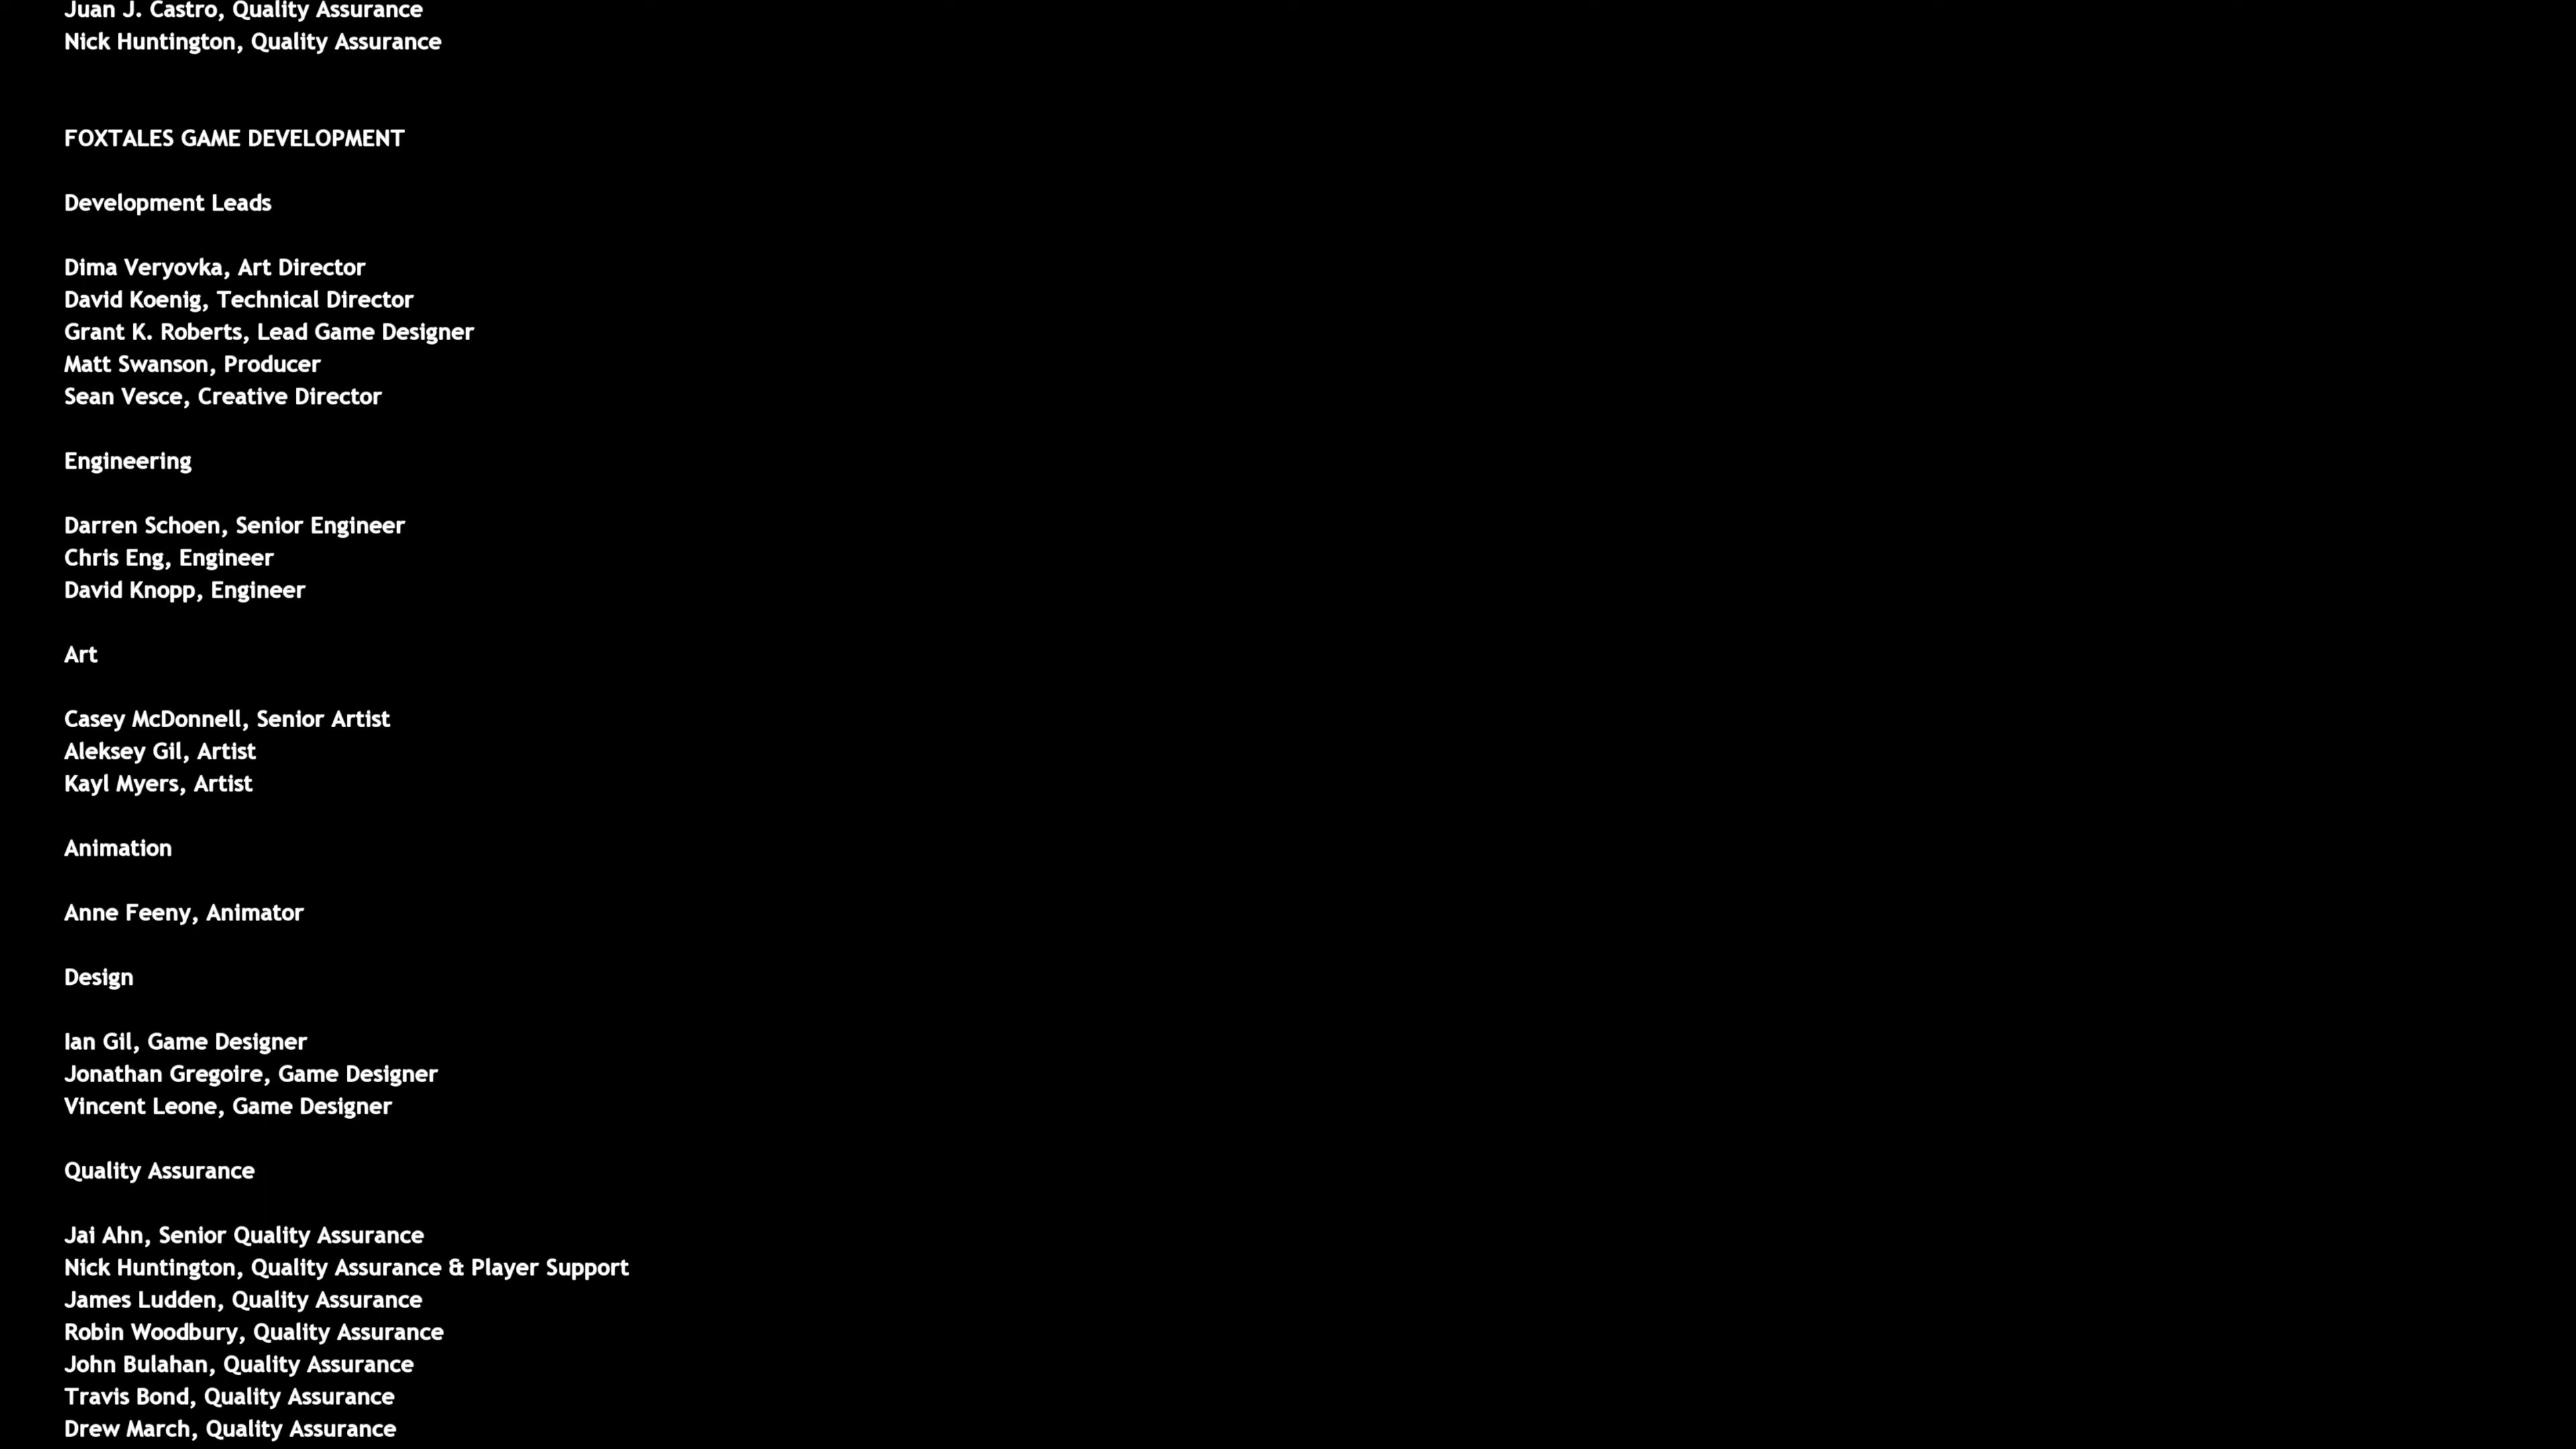 Juan J. Castro, Quality Assurance
Nick Huntington, Quality Assurance
FOXTALES GAME DEVELOPMENT
Development Leads
Dima Veryovka, Art Director
David Koenig, Technical Director
Grant K. Roberts, Lead Game Designer
Matt Swanson, Producer
Sean Vesce, Creative Director
Engineering
Darren Schoen, Senior Engineer
Chris Eng, Engineer
David Knopp, Engineer
Art
Casey McDonnell, Senior Artist
Aleksey Gil, Artist
Kayl Myers, Artist
Animation
Anne Feeny, Animator
Design
Ian Gil, Game Designer
Jonathan Gregoire, Game Designer
Vincent Leone, Game Designer
Quality Assurance
Jai Ahn, Senior Quality Assurance
Nick Huntington, Quality Assurance & Player Support
James Ludden, Quality Assurance
Robin Woodbury, Quality Assurance
John Bulahan, Quality Assurance
Travis Bond, Quality Assurance
Drew March, Quality Assurance